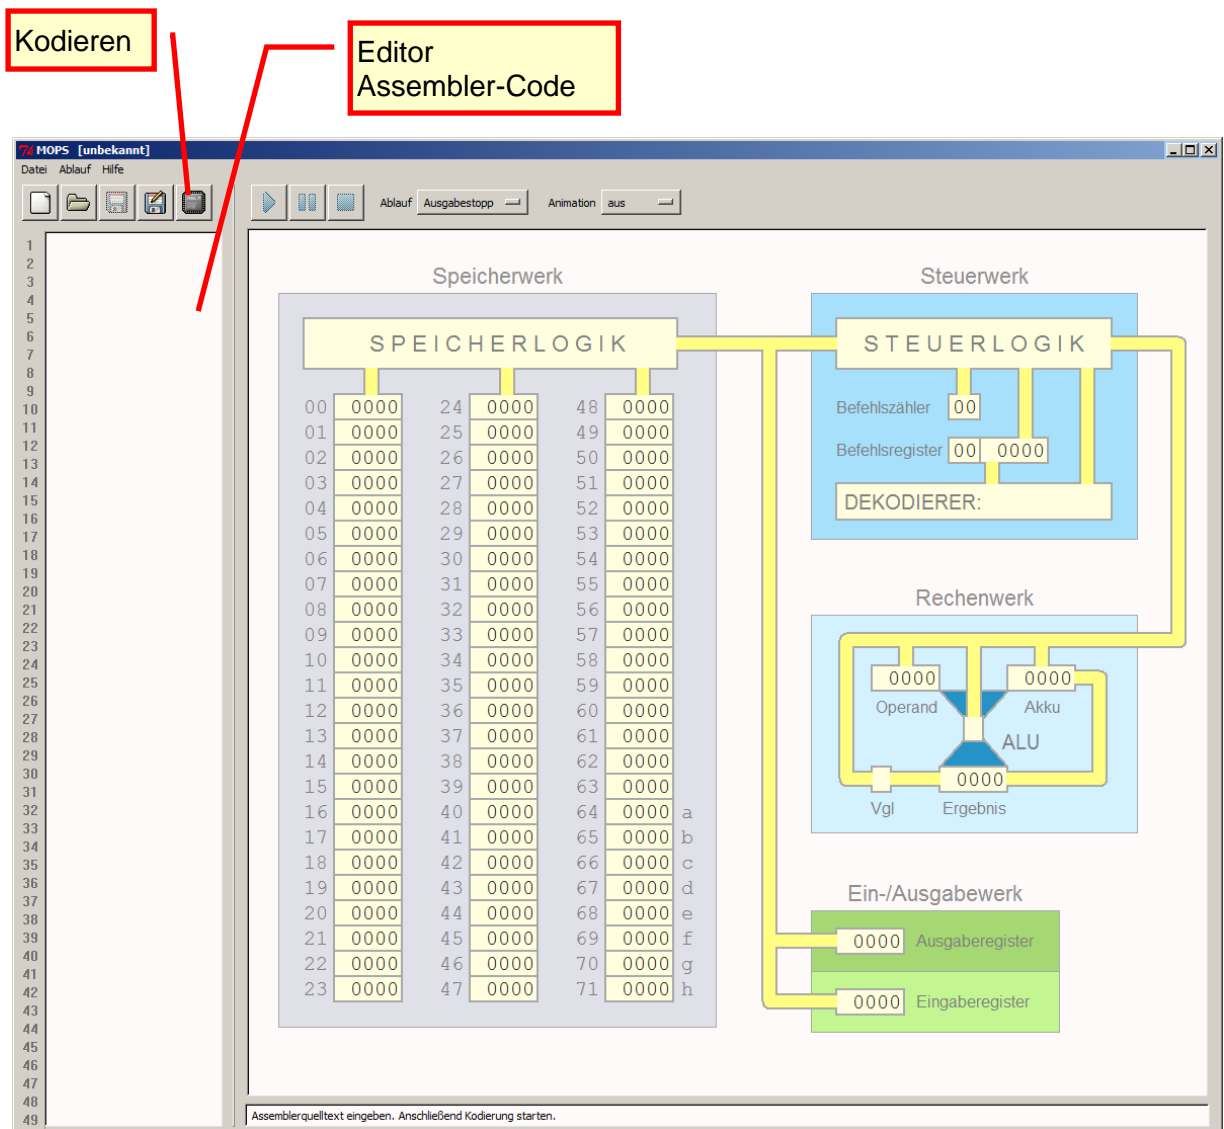 Kodieren
Editor
Assembler-Code
MOPS [unbekannt]
Datei Ablauf Hilfe
Ablauf Ausgabestopp Animation aus
1
2
3
4
5
6
7
8
9
10
11
12
13
14
15
16
17
18
19
20
21
22
23
24
25
26
27
28
29
30
31
32
33
34
35
36
37
38
39
40
41
42
43
44
45
46
47
48
49
Speicherwerk
SPEICHERLOGIK
00 0000 24 0000 48 0000
01 0000 25 0000 49 0000
02 0000 26 0000 50 0000
03 0000 27 0000 51 0000
04 0000 28 0000 52 0000
05 0000 29 0000 53 0000
06 0000 30 0000 54 0000
07 0000 31 0000 55 0000
08 0000 32 0000 56 0000
09 0000 33 0000 57 0000
10 0000 34 0000 58 0000
11 0000 35 0000 59 0000
12 0000 36 0000 60 0000
13 0000 37 0000 61 0000
14 0000 38 0000 62 0000
15 0000 39 0000 63 0000
16 0000 40 0000 64 0000 a
17 0000 41 0000 65 0000 b
18 0000 42 0000 66 0000 c
19 0000 43 0000 67 0000 d
20 0000 44 0000 68 0000 e
21 0000 45 0000 69 0000 f
22 0000 46 0000 70 0000 g
23 0000 47 0000 71 0000 h
Steuerwerk
STEUERLOGIK
Befehlszähler 00
Befehlsregister 00 0000
DEKODIERER:
Rechenwerk
0000 0000
Operand Akku
ALU
0000
Vgl Ergebnis
Ein-/Ausgabewerk
0000 Ausgaberegister
0000 Eingaberegister
Assemblerquelltext eingeben. Anschließend Kodierung starten.